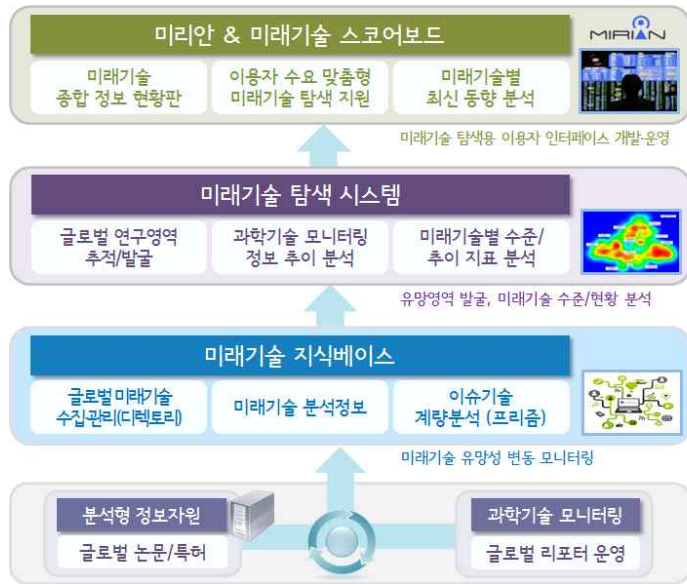 미리안 & 미래기술 스코어보드
MIRIAN
미래기술
종합 정보 현황판
이용자 수요 맞춤형
미래기술 탐색 지원
미래기술별
최신 동향 분석
미래기술 탐색용 이용자 인터페이스 개발·운영
미래기술 탐색 시스템
글로벌 연구영역
추적/발굴
과학기술 모니터링
정보 추이 분석
미래기술별 수준/
추이 지표 분석
유망영역 발굴, 미래기술 수준/현황 분석
미래기술 지식베이스
글로벌 미래기술
수집·관리(디렉토리)
미래기술 분석정보
이슈기술
계량분석 (프리즘)
미래기술 유망성 변동 모니터링
분석형 정보자원
글로벌 논문/특허
과학기술 모니터링
글로벌 리포터 운영